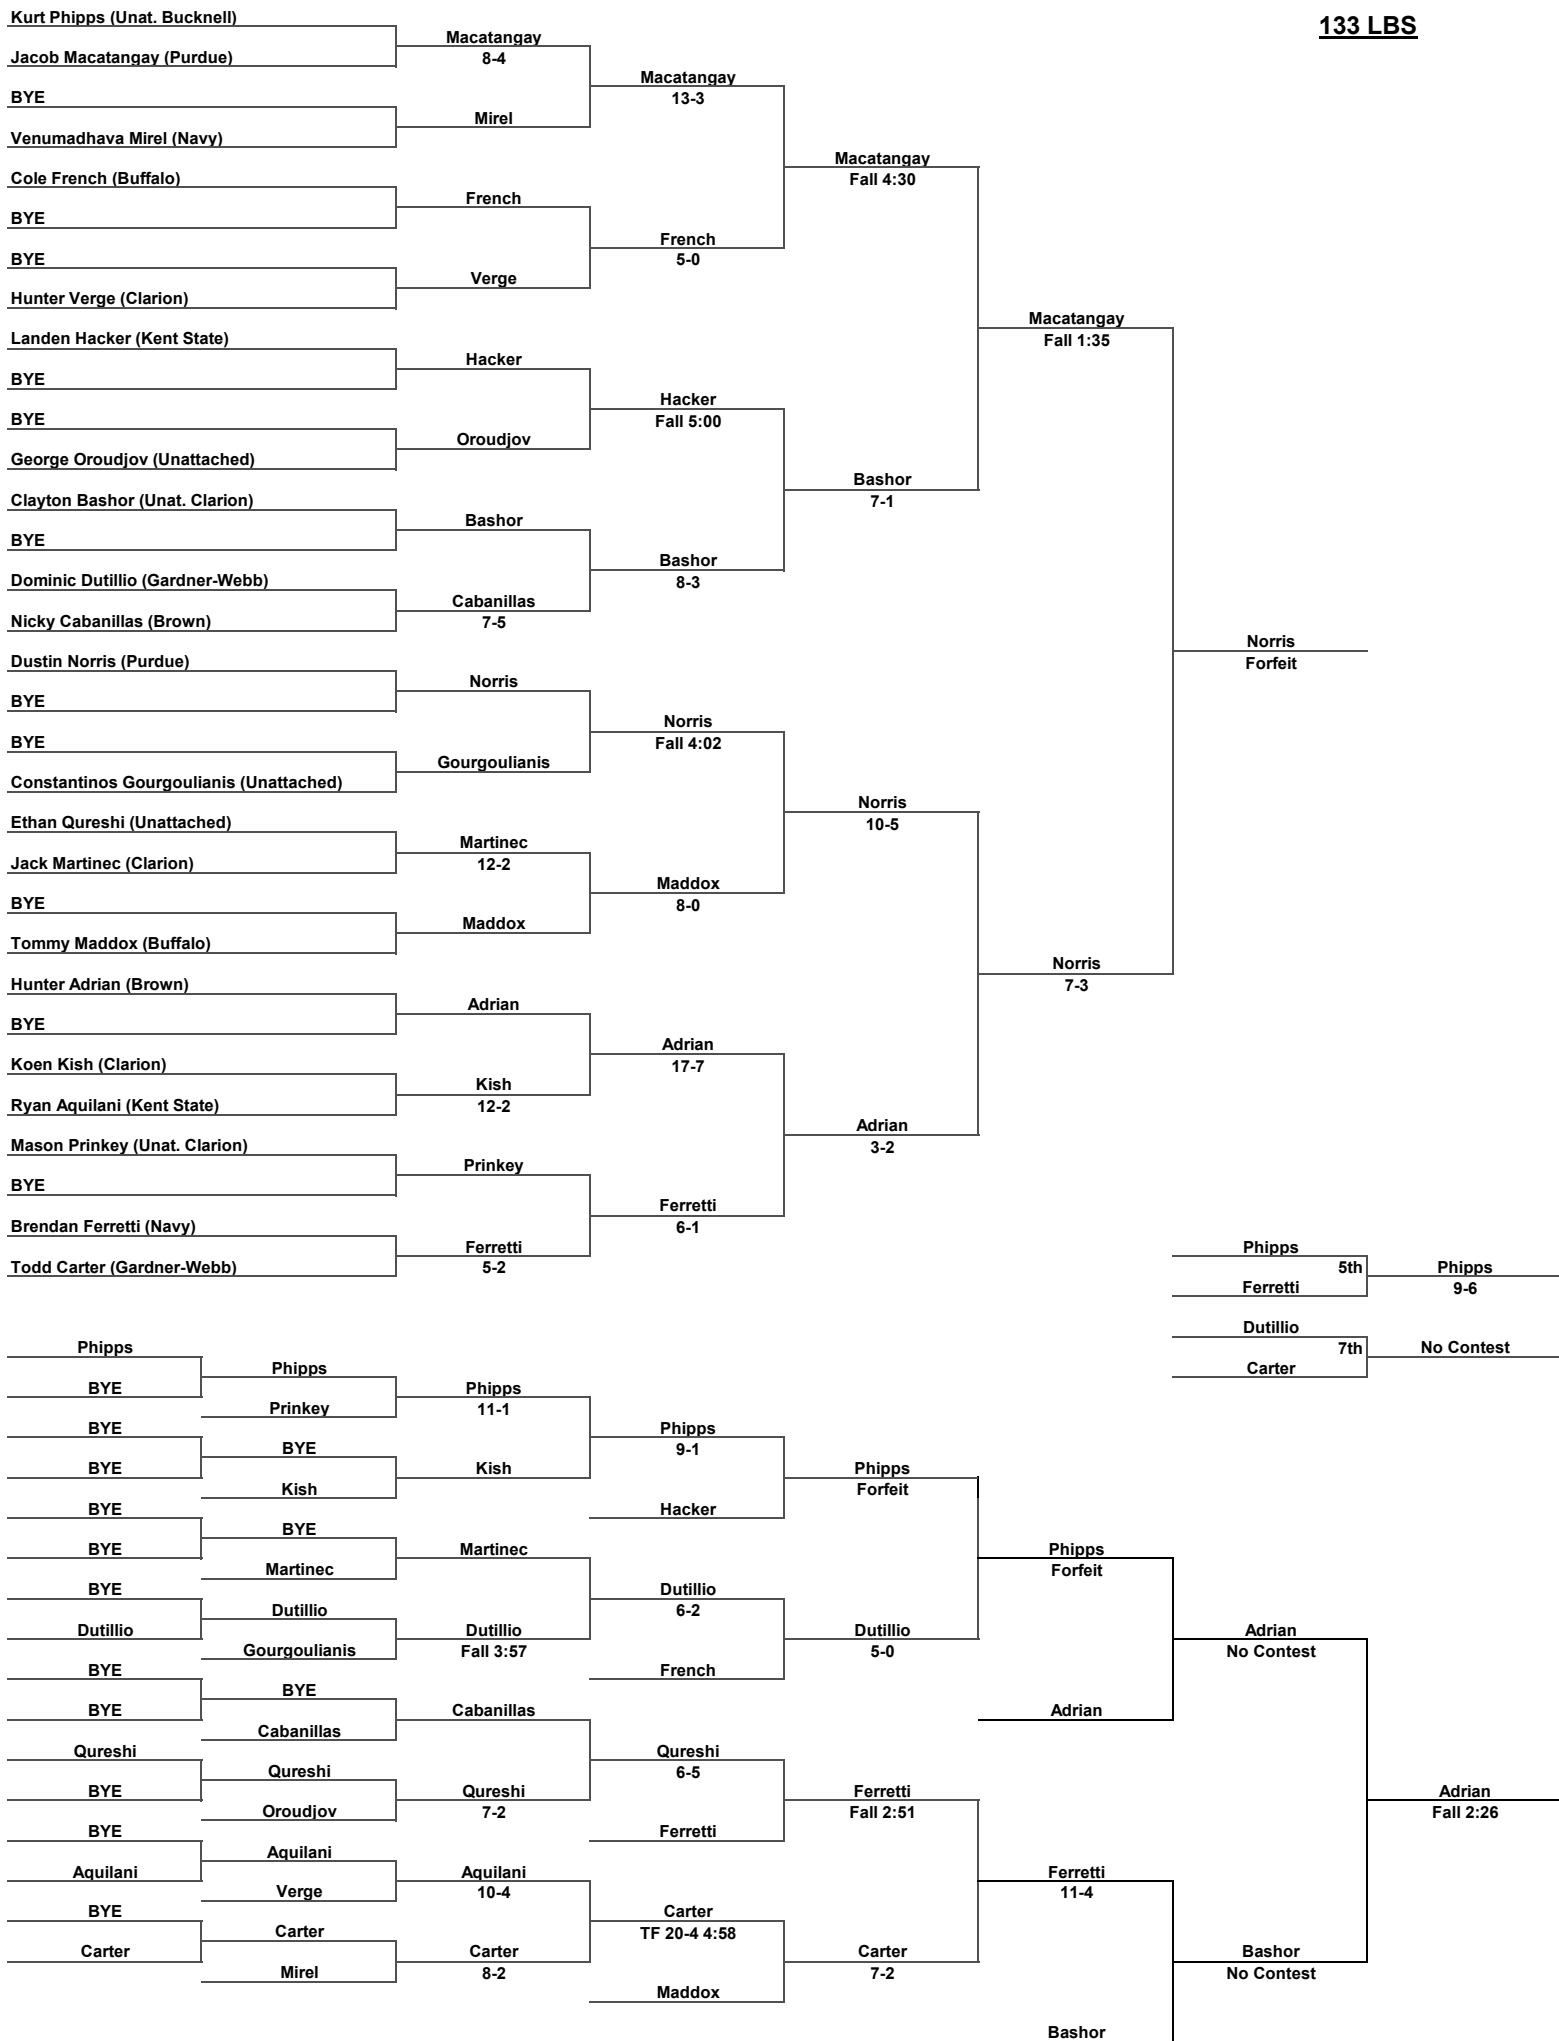 133 LBS
Kurt Phipps (Unat. Bucknell)
Macatangay
Jacob Macatangay (Purdue)
8-4
Macatangay
BYE
13-3
Mirel
Venumadhava Mirel (Navy)
Macatangay
Cole French (Buffalo)
Fall 4:30
French
BYE
French
BYE
5-0
Verge
Hunter Verge (Clarion)
Macatangay
Landen Hacker (Kent State)
Fall 1:35
Hacker
BYE
Hacker
BYE
Fall 5:00
Oroudjov
George Oroudjov (Unattached)
Bashor
Clayton Bashor (Unat. Clarion)
7-1
Bashor
BYE
Bashor
Dominic Dutillio (Gardner-Webb)
8-3
Cabanillas
Nicky Cabanillas (Brown)
7-5
Norris
Dustin Norris (Purdue)
Forfeit
Norris
BYE
Norris
BYE
Fall 4:02
Gourgoulianis
Constantinos Gourgoulianis (Unattached)
Norris
Ethan Qureshi (Unattached)
10-5
Martinec
Jack Martinec (Clarion)
12-2
Maddox
BYE
8-0
Maddox
Tommy Maddox (Buffalo)
Norris
Hunter Adrian (Brown)
7-3
Adrian
BYE
Adrian
Koen Kish (Clarion)
17-7
Kish
Ryan Aquilani (Kent State)
12-2
Adrian
Mason Prinkey (Unat. Clarion)
3-2
Prinkey
BYE
Ferretti
Brendan Ferretti (Navy)
6-1
Ferretti
Phipps
Todd Carter (Gardner-Webb)
5-2
5th
Phipps
Ferretti
9-6
Dutillio
7th
No Contest
Carter
Phipps
Phipps
BYE
Phipps
Prinkey
11-1
BYE
Phipps
BYE
9-1
BYE
Kish
Phipps
Kish
Forfeit
BYE
Hacker
BYE
BYE
Martinec
Phipps
Martinec
Forfeit
BYE
Dutillio
Dutillio
6-2
Dutillio
Dutillio
Dutillio
Adrian
Gourgoulianis
Fall 3:57
5-0
No Contest
BYE
French
BYE
BYE
Cabanillas
Adrian
Cabanillas
Qureshi
Qureshi
Qureshi
6-5
BYE
Qureshi
Ferretti
Adrian
Oroudjov
7-2
Fall 2:51
Fall 2:26
BYE
Ferretti
Aquilani
Aquilani
Aquilani
Ferretti
Verge
10-4
11-4
BYE
Carter
Carter
TF 20-4 4:58
Carter
Carter
Carter
Bashor
Mirel
8-2
7-2
No Contest
Maddox
Bashor